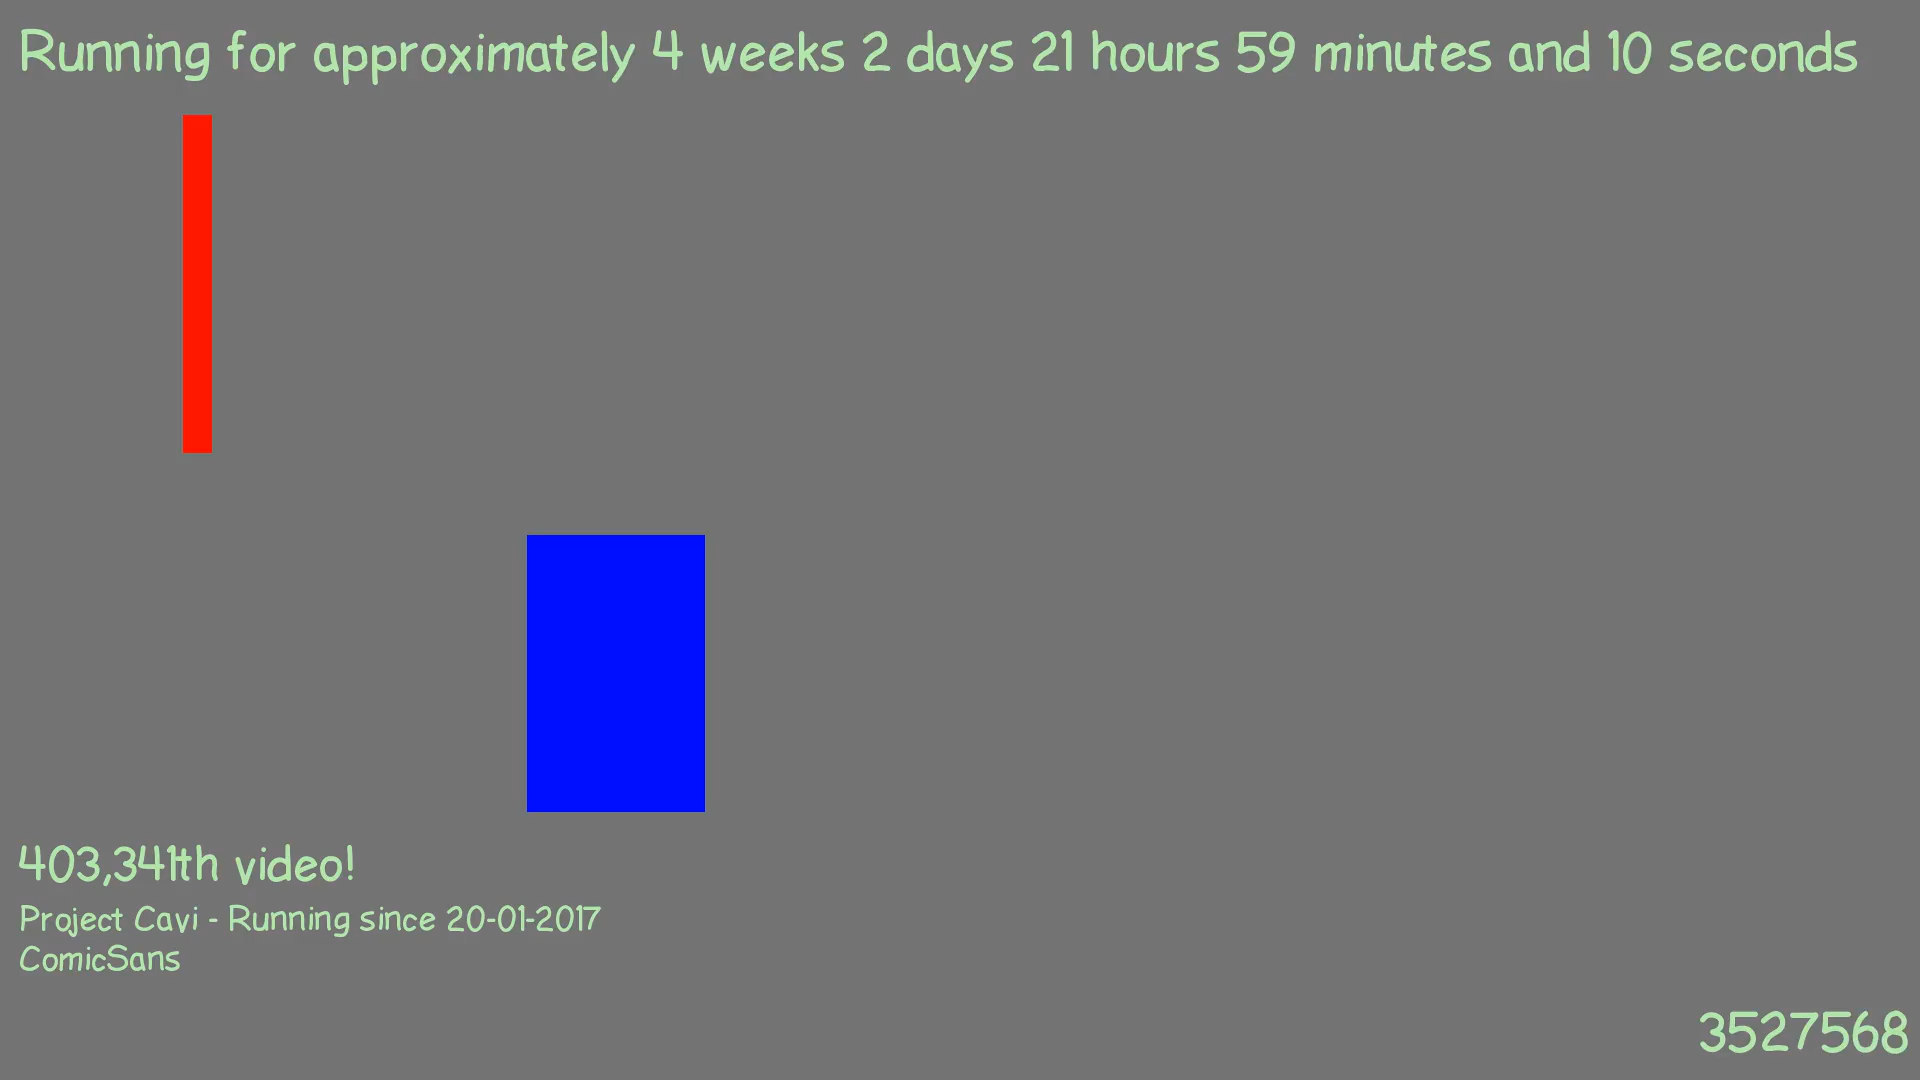 Running for approximately 4 weeks 2 days 21 hours 59 minutes and 10 seconds
403,341th video!
Project Cavi - Running since 20-01-2017
ComicSans
3527568